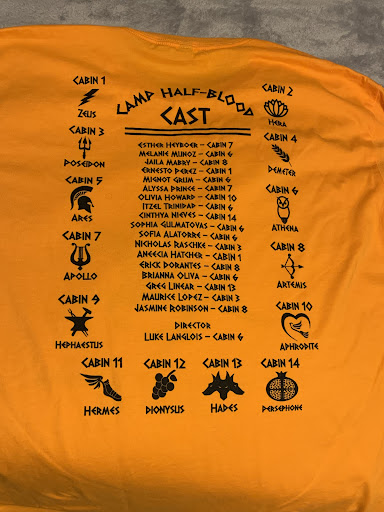 CAMP HALF-BLOOD
CAST
CABIN 1
ZEUS
CABIN 2
HERA
CABIN 3
POSEIDON
CABIN 4
DEMETER
CABIN 5
ARES
CABIN 6
ATHENA
CABIN 7
APOLLO
CABIN 8
ARTEMIS
CABIN 9
HEPHAESTUS
CABIN 10
APHRODITE
ESTHER HEYBOER – CABIN 7
MELANIE MUNOZ – CABIN 6
JAILA MABRY – CABIN 8
ERNESTO PEREZ – CABIN 1
MIGNOT GRUM – CABIN 6
ALYSSA PRINCE – CABIN 7
OLIVIA HOWARD – CABIN 10
ITZEL TRINIDAD – CABIN 6
CINTHYA NIEVES – CABIN 14
SOPHIA GULMATOVAS – CABIN 6
SOFIA ALATORRE – CABIN 6
NICHOLAS RASCHKE – CABIN 3
ANEECIA HATCHER – CABIN 1
ERICK DORANTES – CABIN 8
BRIANNA OLIVA – CABIN 6
GREG LINEAR – CABIN 13
MAURICE LOPEZ – CABIN 3
JASMINE ROBINSON – CABIN 8
DIRECTOR
LUKE LANGLOIS – CABIN 6
CABIN 11
HERMES
CABIN 12
DIONYSUS
CABIN 13
HADES
CABIN 14
PERSEPHONE